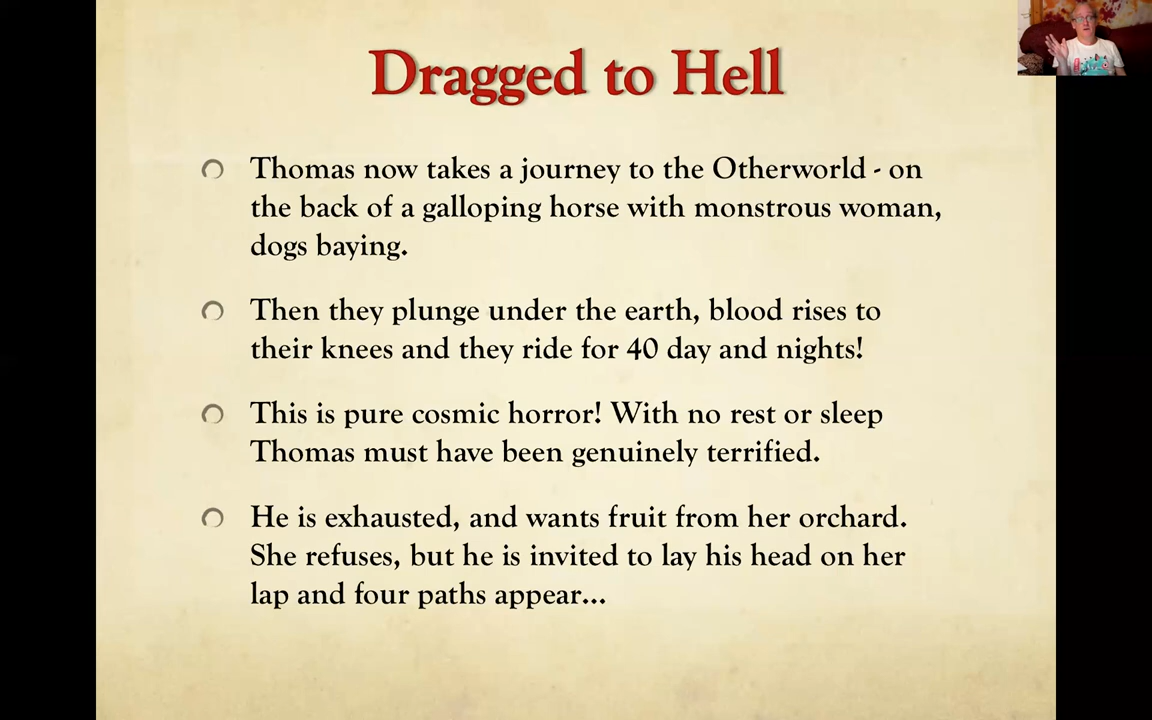 Dragged to Hell
Thomas now takes a journey to the Otherworld - on
the back of a galloping horse with monstrous woman,
dogs baying.
Then they plunge under the earth, blood rises to
their knees and they ride for 40 day and nights!
This is pure cosmic horror! With no rest or sleep
Thomas must have been genuinely terrified.
He is exhausted, and wants fruit from her orchard.
She refuses, but he is invited to lay his head on her
lap and four paths appear...